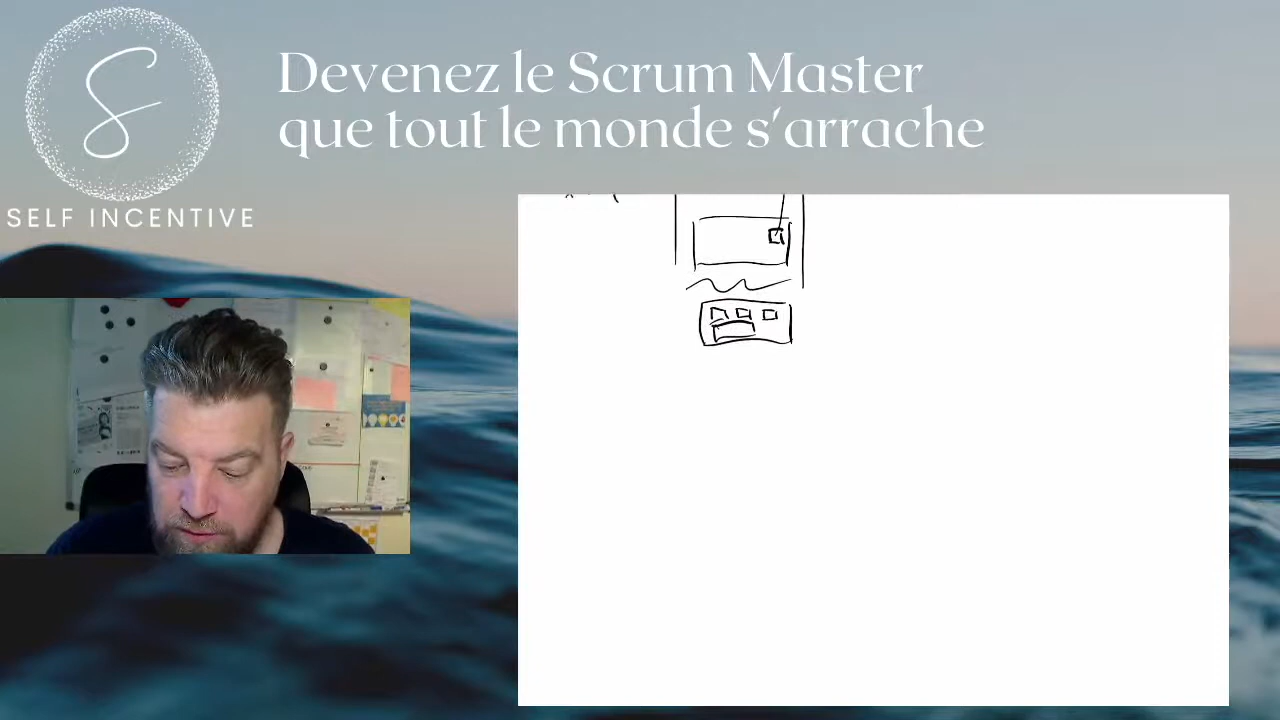 Devenez le Scrum Master
que tout le monde s'arrache
S
SELF INCENTIVE